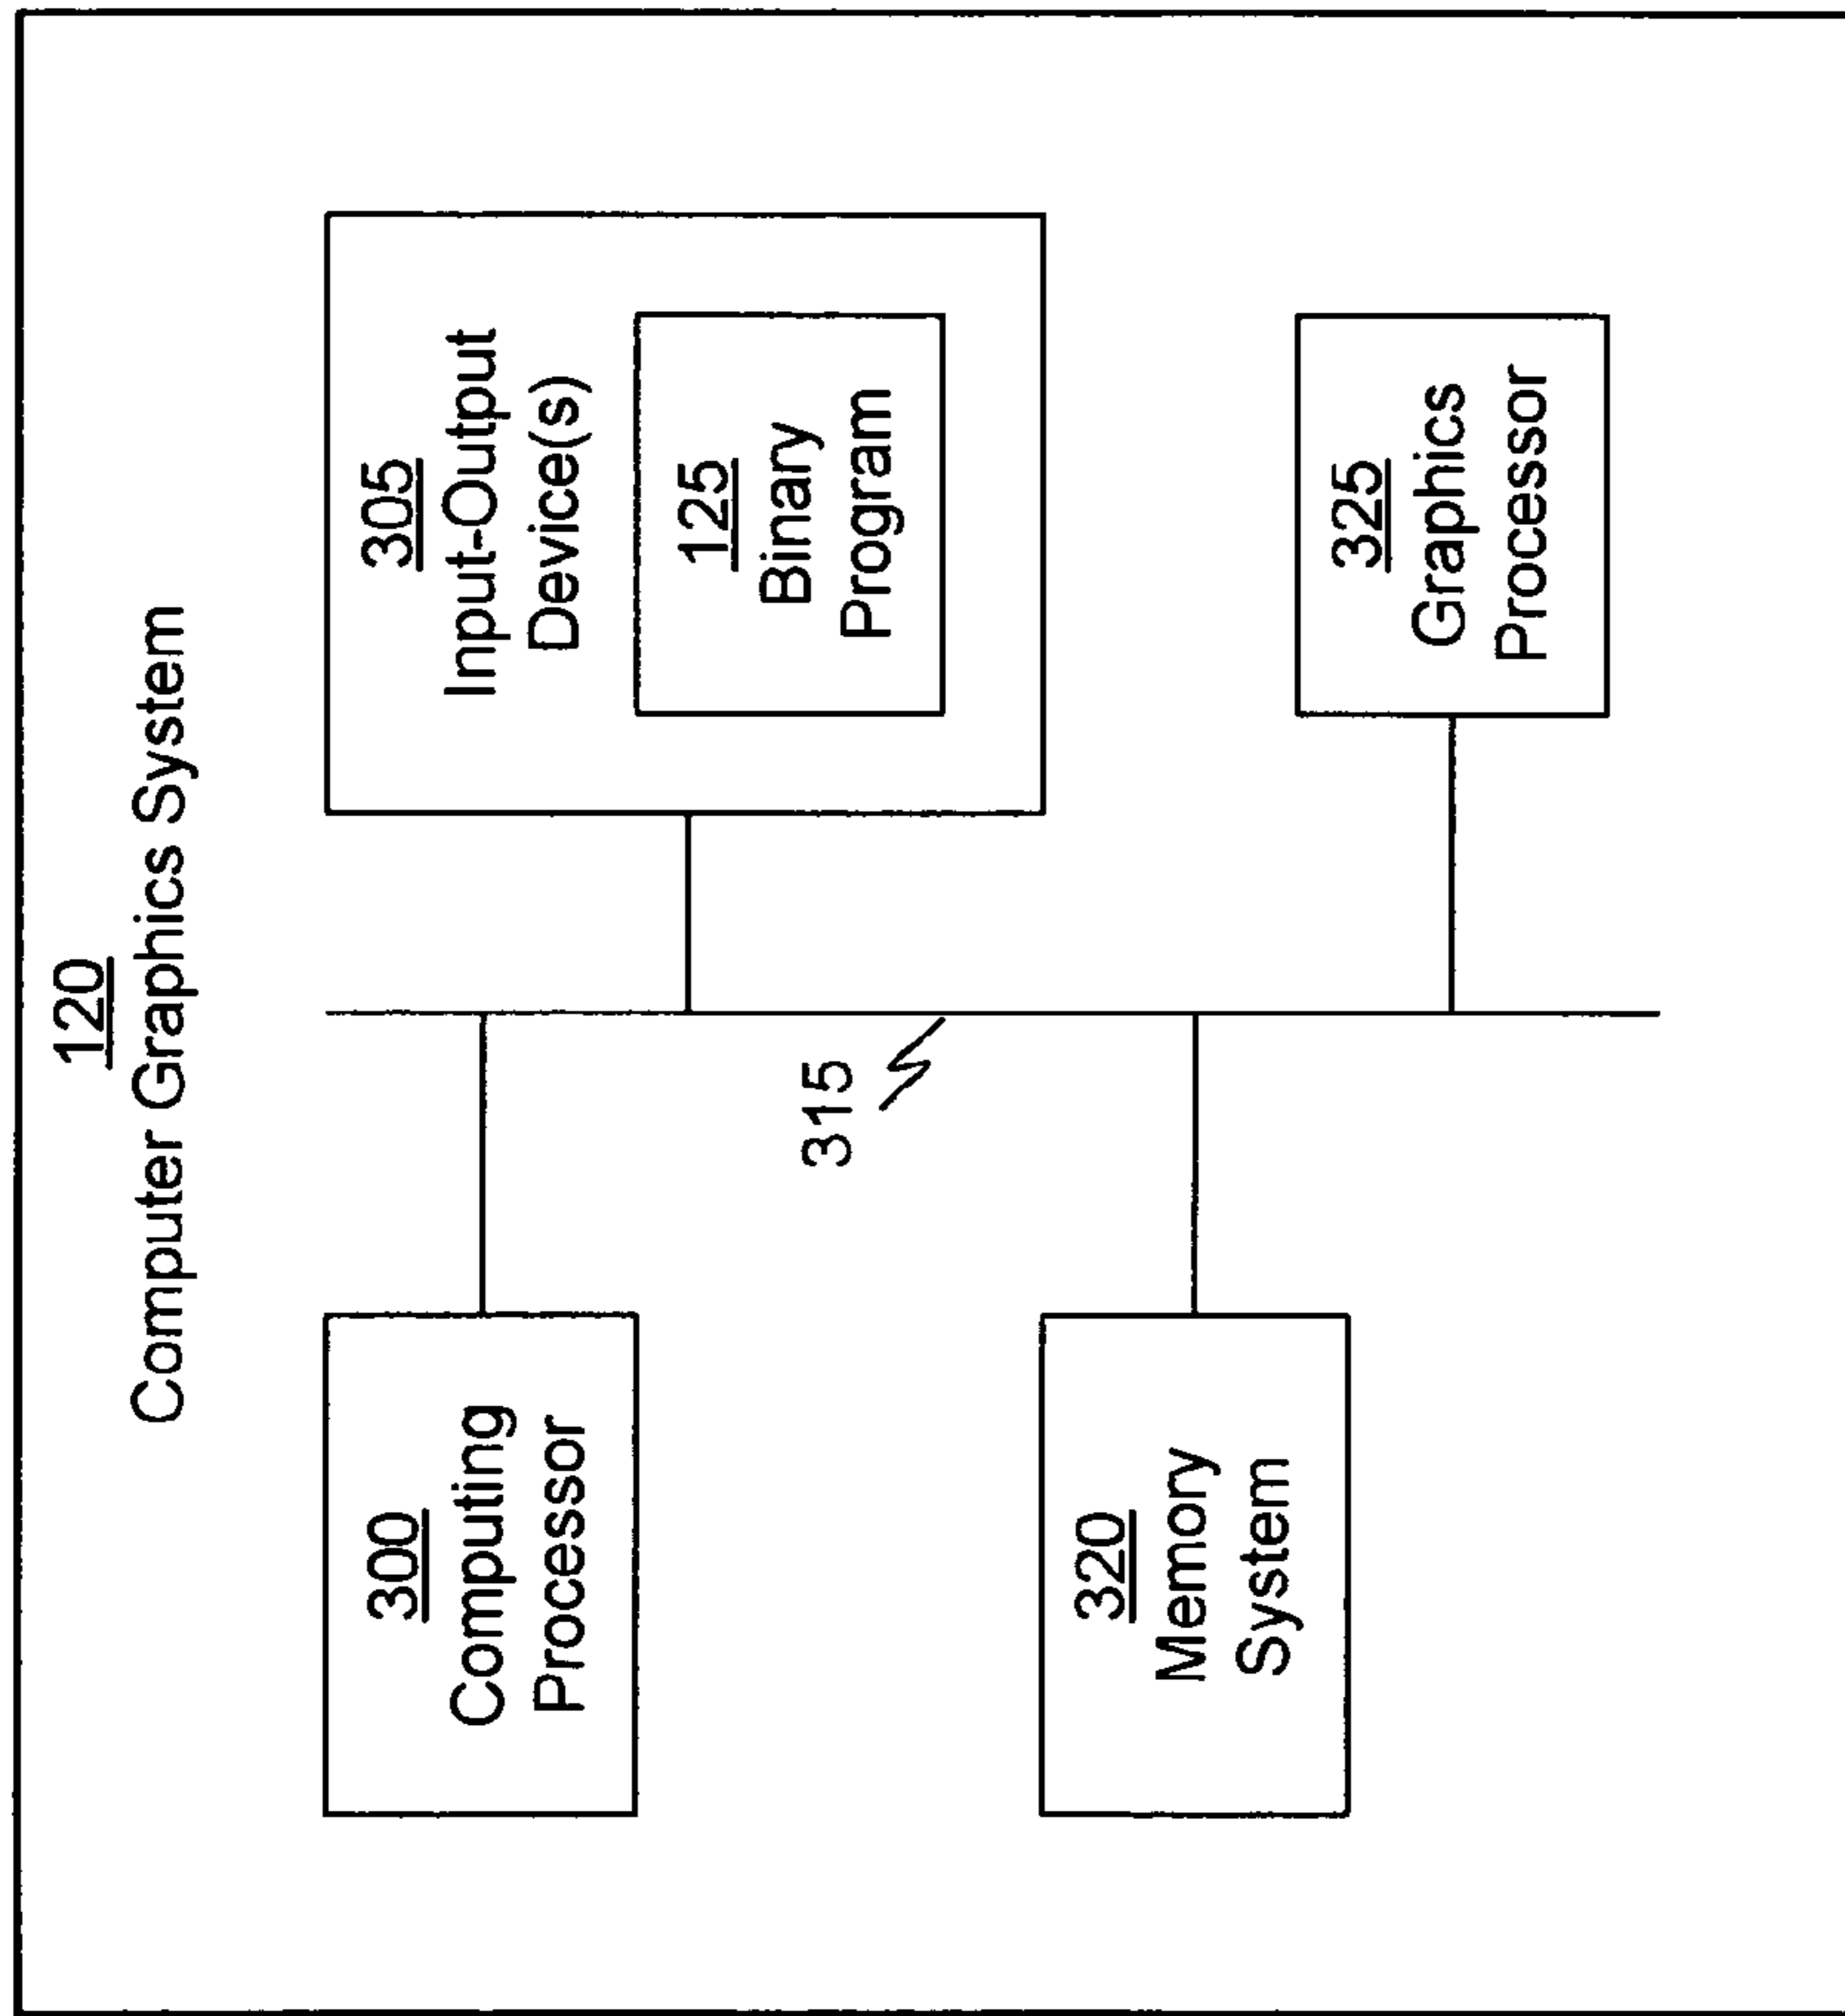 120
Computer Graphics System
300
Computing
Processor
305
Input-Output
Device(s)
125
Binary
Program
315
320
Memory
System
325
Graphics
Processor